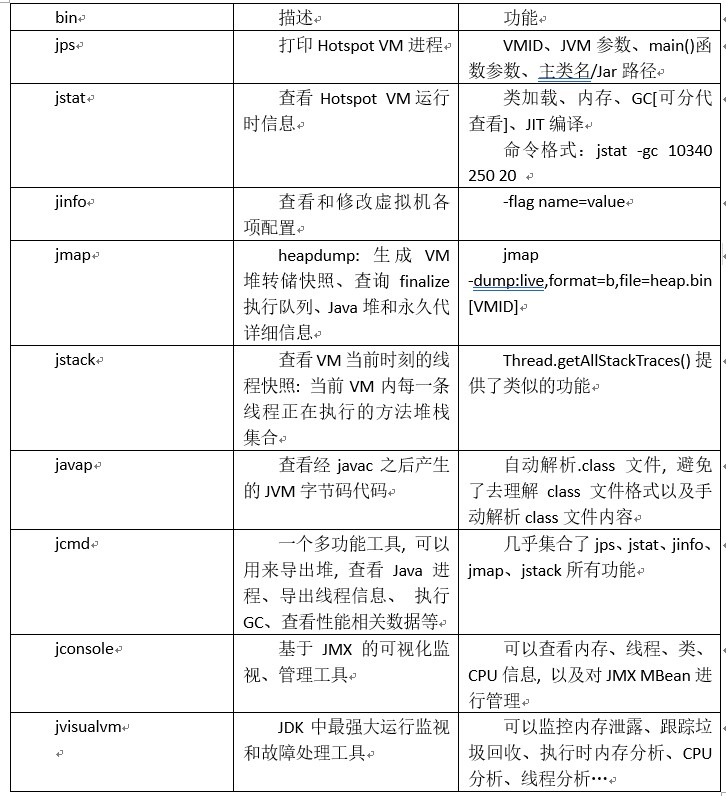 bin 描述 功能
jps 打印 Hotspot VM 进程 VMID、JVM 参数、main()函
数参数、主类名/Jar 路径
jstat 查看 Hotspot VM 运行
时信息 类加载、内存、GC[可分代
查看]、JIT 编译
命令格式：jstat -gc 10340
250 20
jinfo 查看和修改虚拟机各
项配置 -flag name=value
jmap heapdump: 生成 VM
堆转储快照、查询 finalize
执行队列、Java 堆和永久代
详细信息 jmap
-dump:live,format=b,file=heap.bin
[VMID]
jstack 查看 VM 当前时刻的线
程快照: 当前 VM 内每一条
线程正在执行的方法堆栈
集合 Thread.getAllStackTraces() 提
供了类似的功能
javap 查看经 javac 之后产生
的 JVM 字节码代码 自动解析.class 文件, 避免
了去理解 class 文件格式以及手
动解析 class 文件内容
jcmd 一个多功能工具, 可以
用来导出堆, 查看 Java 进
程、导出线程信息、 执行
GC、查看性能相关数据等 几乎集合了 jps、jstat、jinfo、
jmap、jstack 所有功能
jconsole 基于 JMX 的可视化监
视、管理工具 可以查看内存、线程、类、
CPU 信息, 以及对 JMX MBean 进
行管理
jvisualvm JDK 中最强大运行监视
和故障处理工具 可以监控内存泄露、跟踪垃
圾回收、执行时内存分析、CPU
分析、线程分析…